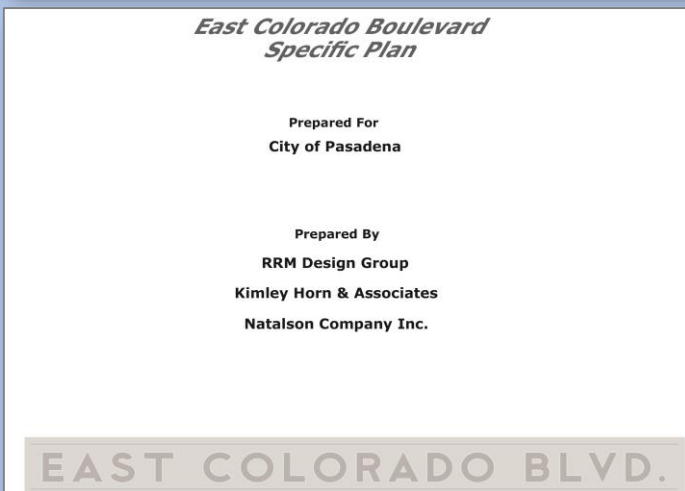 East Colorado Boulevard
Specific Plan
Prepared For
City of Pasadena
Prepared By
RRM Design Group
Kimley Horn & Associates
Natalson Company Inc.
EAST COLORADO BLVD.